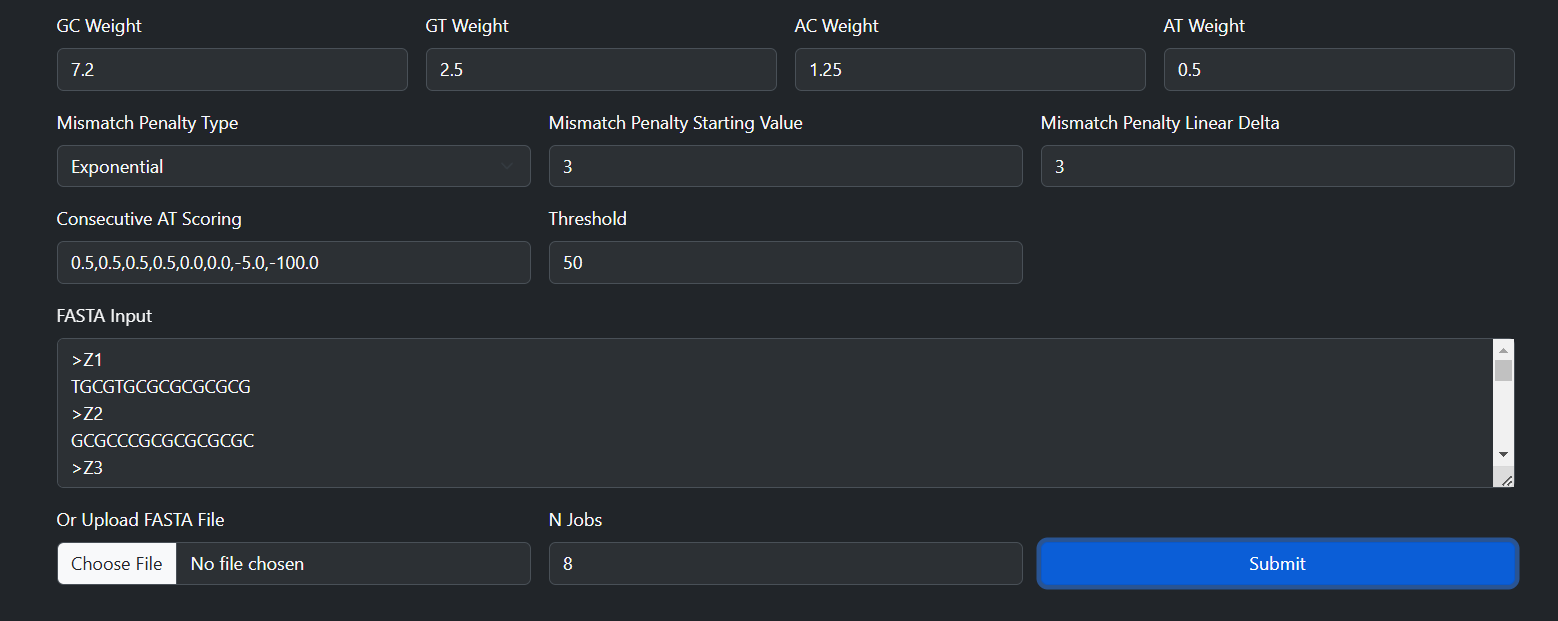 GC Weight GT Weight AC Weight AT Weight
7.2 2.5 1.25 0.5
Mismatch Penalty Type Mismatch Penalty Starting Value Mismatch Penalty Linear Delta
Exponential 3 3
Consecutive AT Scoring Threshold
0.5,0.5,0.5,0.5,0.0,0.0,-5.0,-100.0 50
FASTA Input
>Z1
TGCGTGCGCGCGCGCG
>Z2
GCGCCCGCGCGCGCGC
>Z3
Or Upload FASTA File N Jobs
Choose File No file chosen 8 Submit